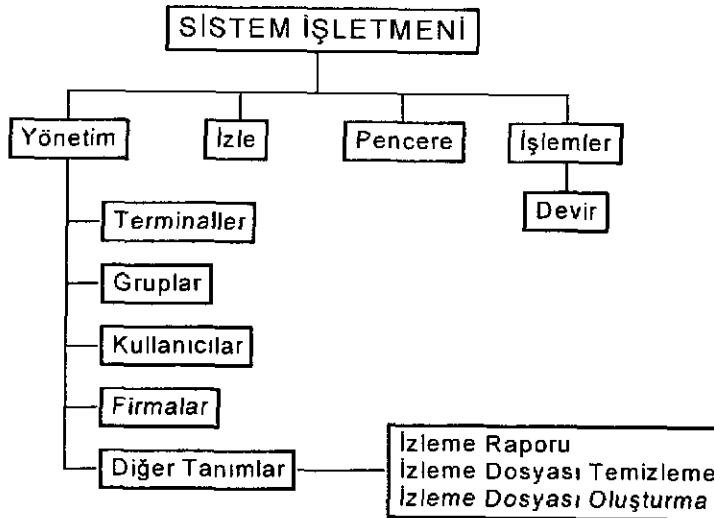 SİSTEM İŞLETMENİ
Yönetim
İzle
Pencere
İşlemler
Devir
Terminaller
Gruplar
Kullanıcılar
Firmalar
Diğer Tanımlar
İzleme Raporu
İzleme Dosyası Temizleme
İzleme Dosyası Oluşturma